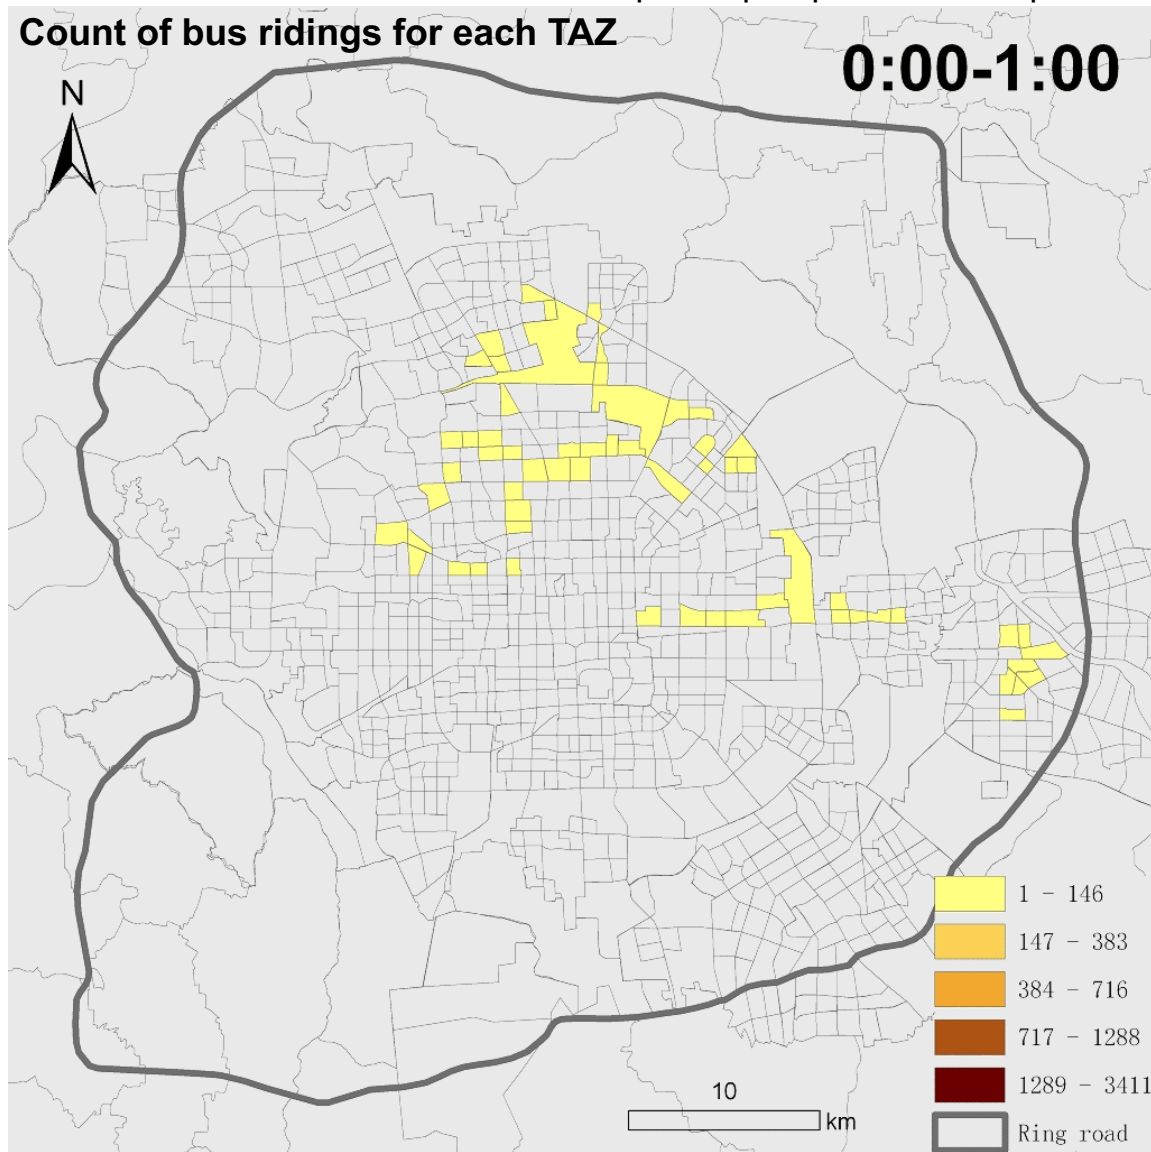 Count of bus ridings for each TAZ
0:00-1:00
N
1 - 146
147 - 383
384 - 716
717 - 1288
1289 - 3411
Ring road
10
km